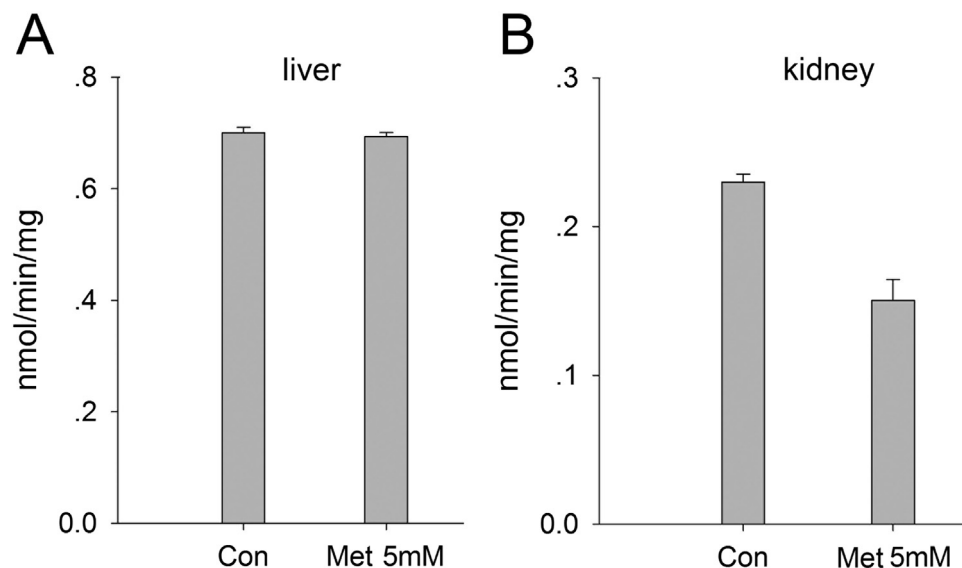 A
liver
nmol/min/mg
.8
.6
.4
.2
0.0
Con
Met 5mM
B
kidney
nmol/min/mg
.3
.2
.1
0.0
Con
Met 5mM